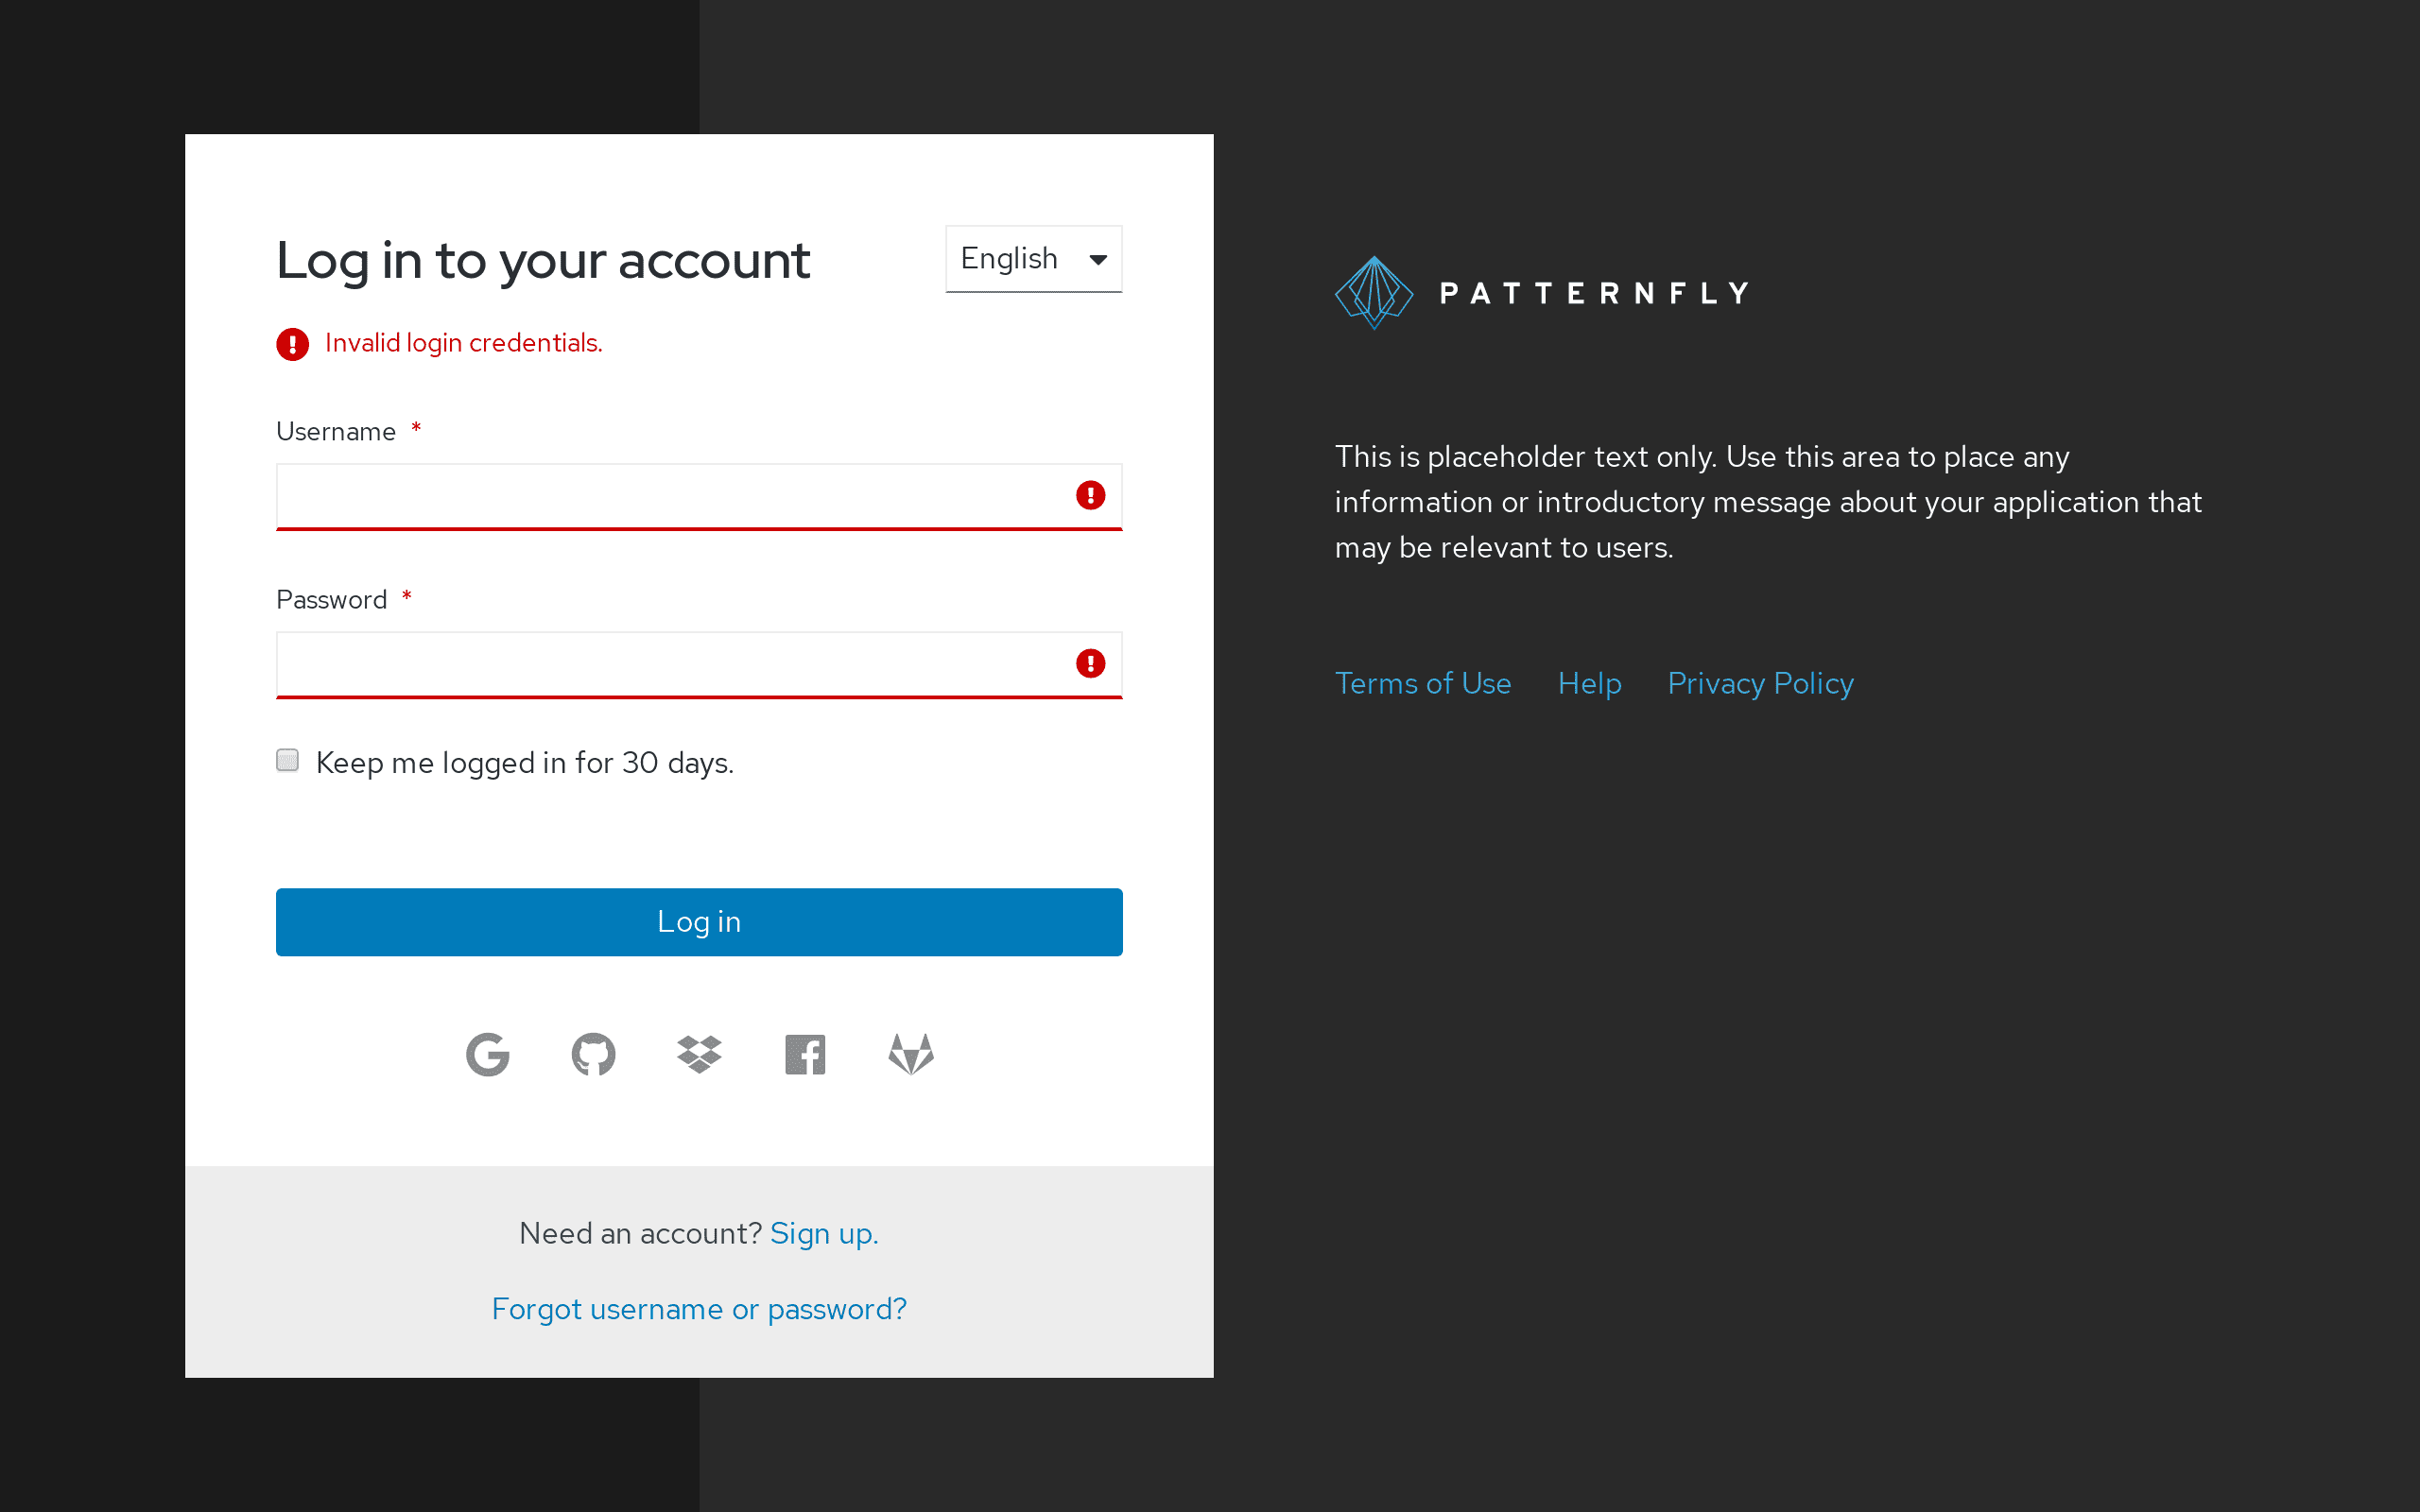 Log in to your account
English
Invalid login credentials.
Username *
Password *
Keep me logged in for 30 days.
Log in
Need an account? Sign up.
Forgot username or password?
PATTERNFLY
This is placeholder text only. Use this area to place any
information or introductory message about your application that
may be relevant to users.
Terms of Use Help Privacy Policy